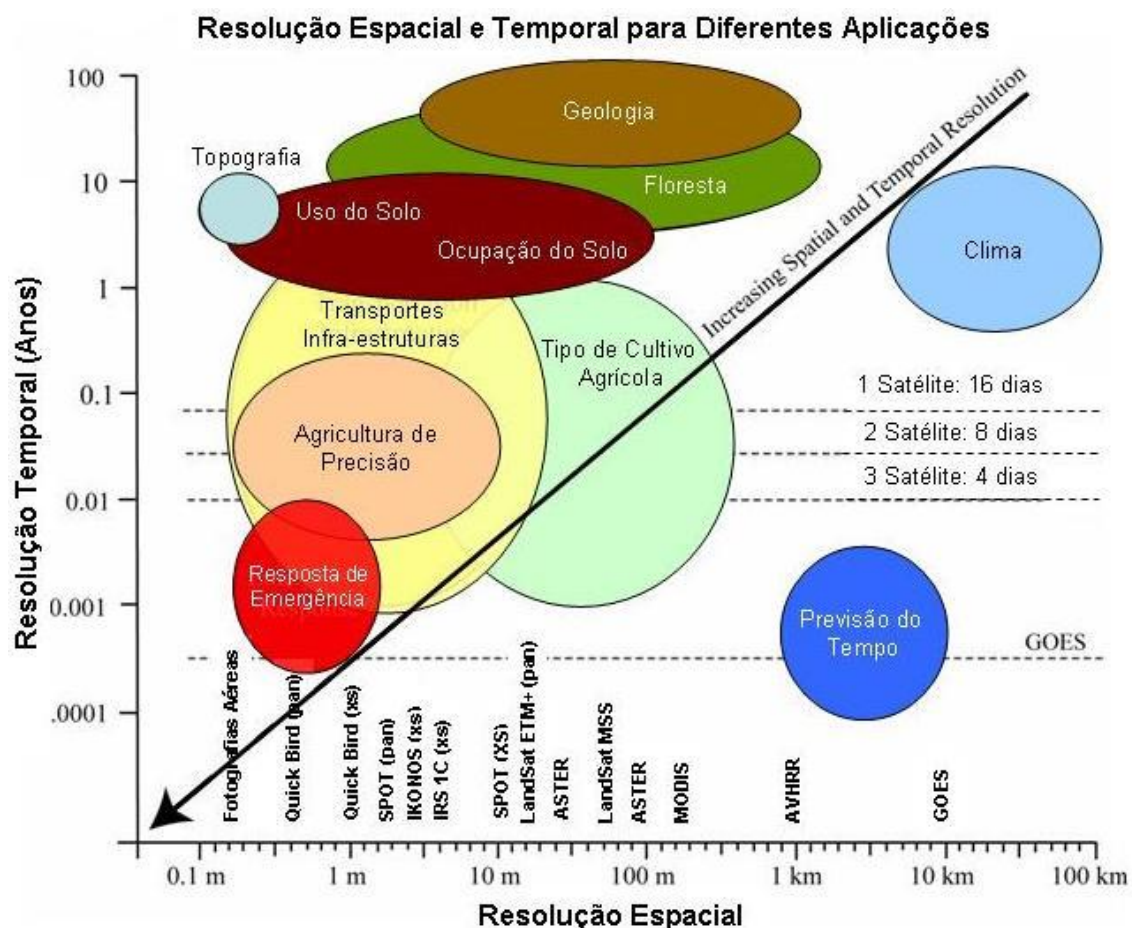 Resolução Espacial e Temporal para Diferentes Aplicações
100
10
1
0.1
0.01
0.001
.0001
Resolução Temporal (Anos)
Geologia
Floresta
Topografia
Uso do Solo
Ocupação do Solo
Increasing Spatial and Temporal Resolution
Clima
Transportes
Infra-estruturas
Tipo de Cultivo
Agrícola
Agricultura de
Precisão
1 Satélite: 16 dias
2 Satélite: 8 dias
3 Satélite: 4 dias
Resposta de
Emergência
Previsão do
Tempo
GOES
Fotografias Aéreas
Quick Bird (pan)
Quick Bird (xs)
SPOT (pan)
IKONOS (xs)
IRS 1C (xs)
SPOT (XS)
LandSat ETM+ (pan)
ASTER
LandSat MSS
ASTER
MODIS
AVHRR
GOES
0.1 m
1 m
10 m
100 m
1 km
10 km
100 km
Resolução Espacial